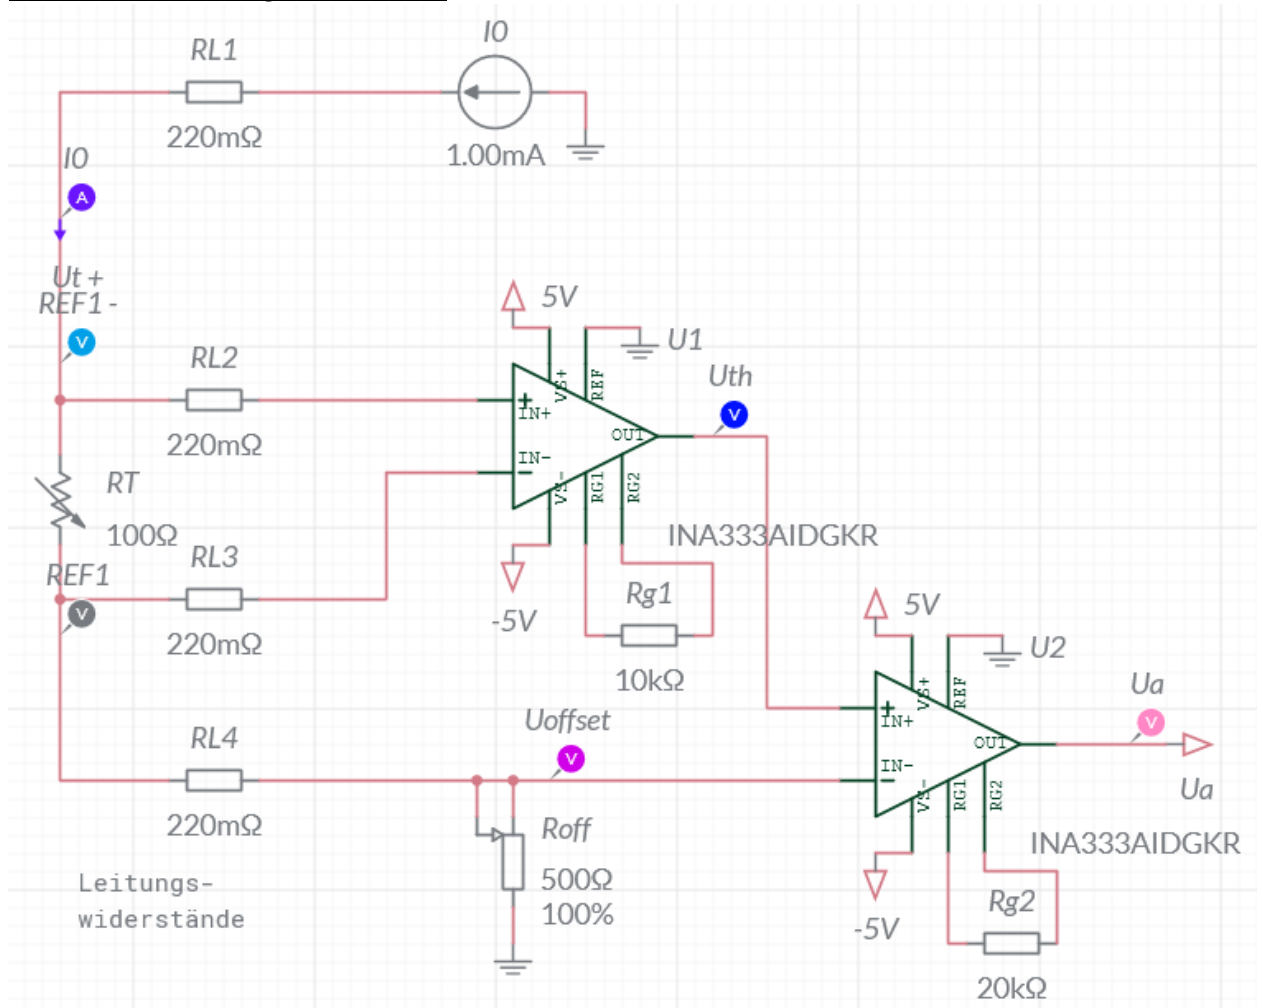 I0
RL1
220mΩ
1.00mA
I0
A
Ut +
REF1 -
V
5V
RL2
U1
VS+
REF
Uth
V
IN+
220mΩ
OUT
IN-
RT
VS-
RG1
RG2
100Ω
INA333AIDGKR
RL3
REF1
V
Rg1
5V
-5V
220mΩ
U2
10kΩ
VS+
REF
Ua
V
IN+
Uoffset
RL4
OUT
V
IN-
VS-
RG1
RG2
Ua
220mΩ
Roff
INA333AIDGKR
500Ω
Leitungs-
100%
widerstände
Rg2
-5V
20kΩ